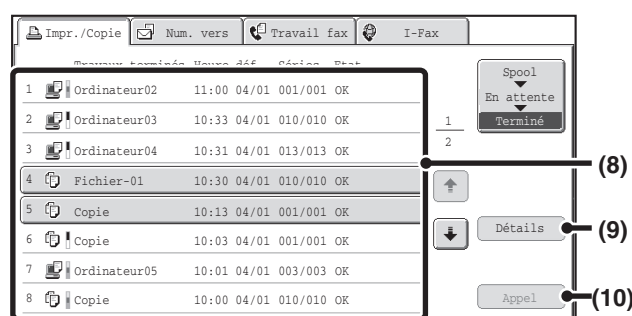 Impr./Copie Num. vers Travail fax I-Fax
Travaux terminés Heure déf. Séries Etat
1 Ordinateur02 11:00 04/01 001/001 OK
2 Ordinateur03 10:33 04/01 010/010 OK
3 Ordinateur04 10:31 04/01 013/013 OK
4 Fichier-01 10:30 04/01 010/010 OK
5 Copie 10:13 04/01 001/001 OK
6 Copie 10:03 04/01 001/001 OK
7 Ordinateur05 10:01 04/01 003/003 OK
8 Copie 10:00 04/01 010/010 OK
1
2
Spool
En attente
Terminé
Détails
Appel
(8)
(9)
(10)